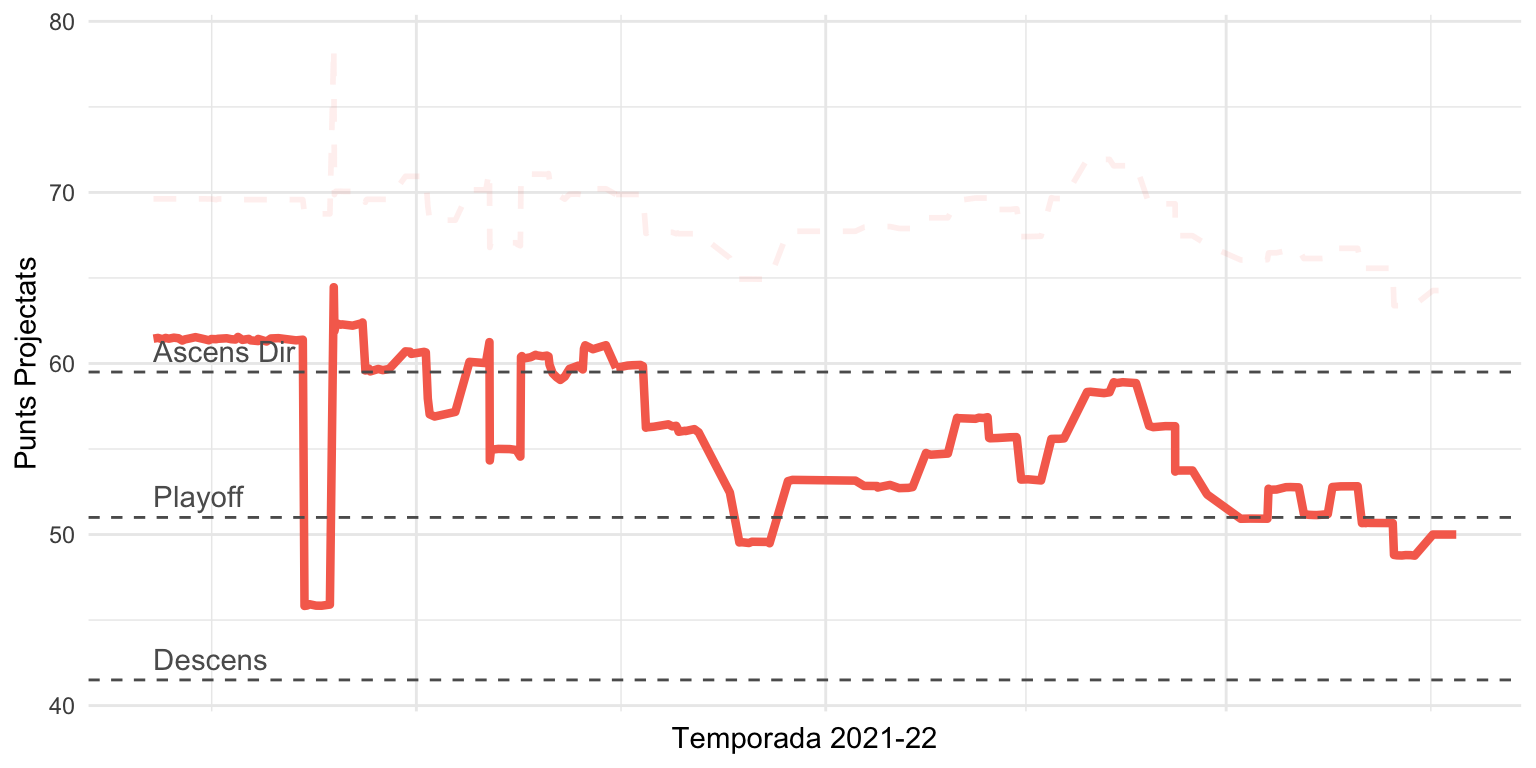 80
70
60
50
40
Punts Projectats
Ascens Dir
Playoff
Descens
Temporada 2021-22